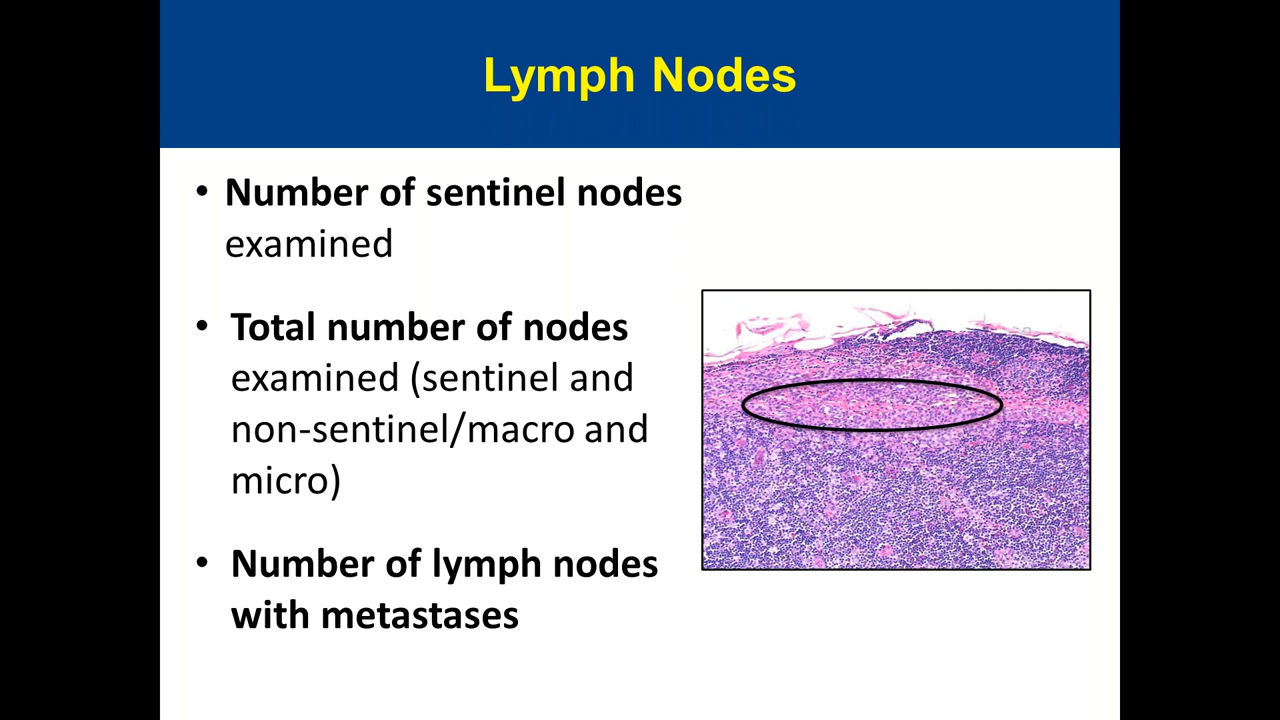 Lymph Nodes
• Number of sentinel nodes
examined
• Total number of nodes
examined (sentinel and
non-sentinel/macro and
micro)
• Number of lymph nodes
with metastases